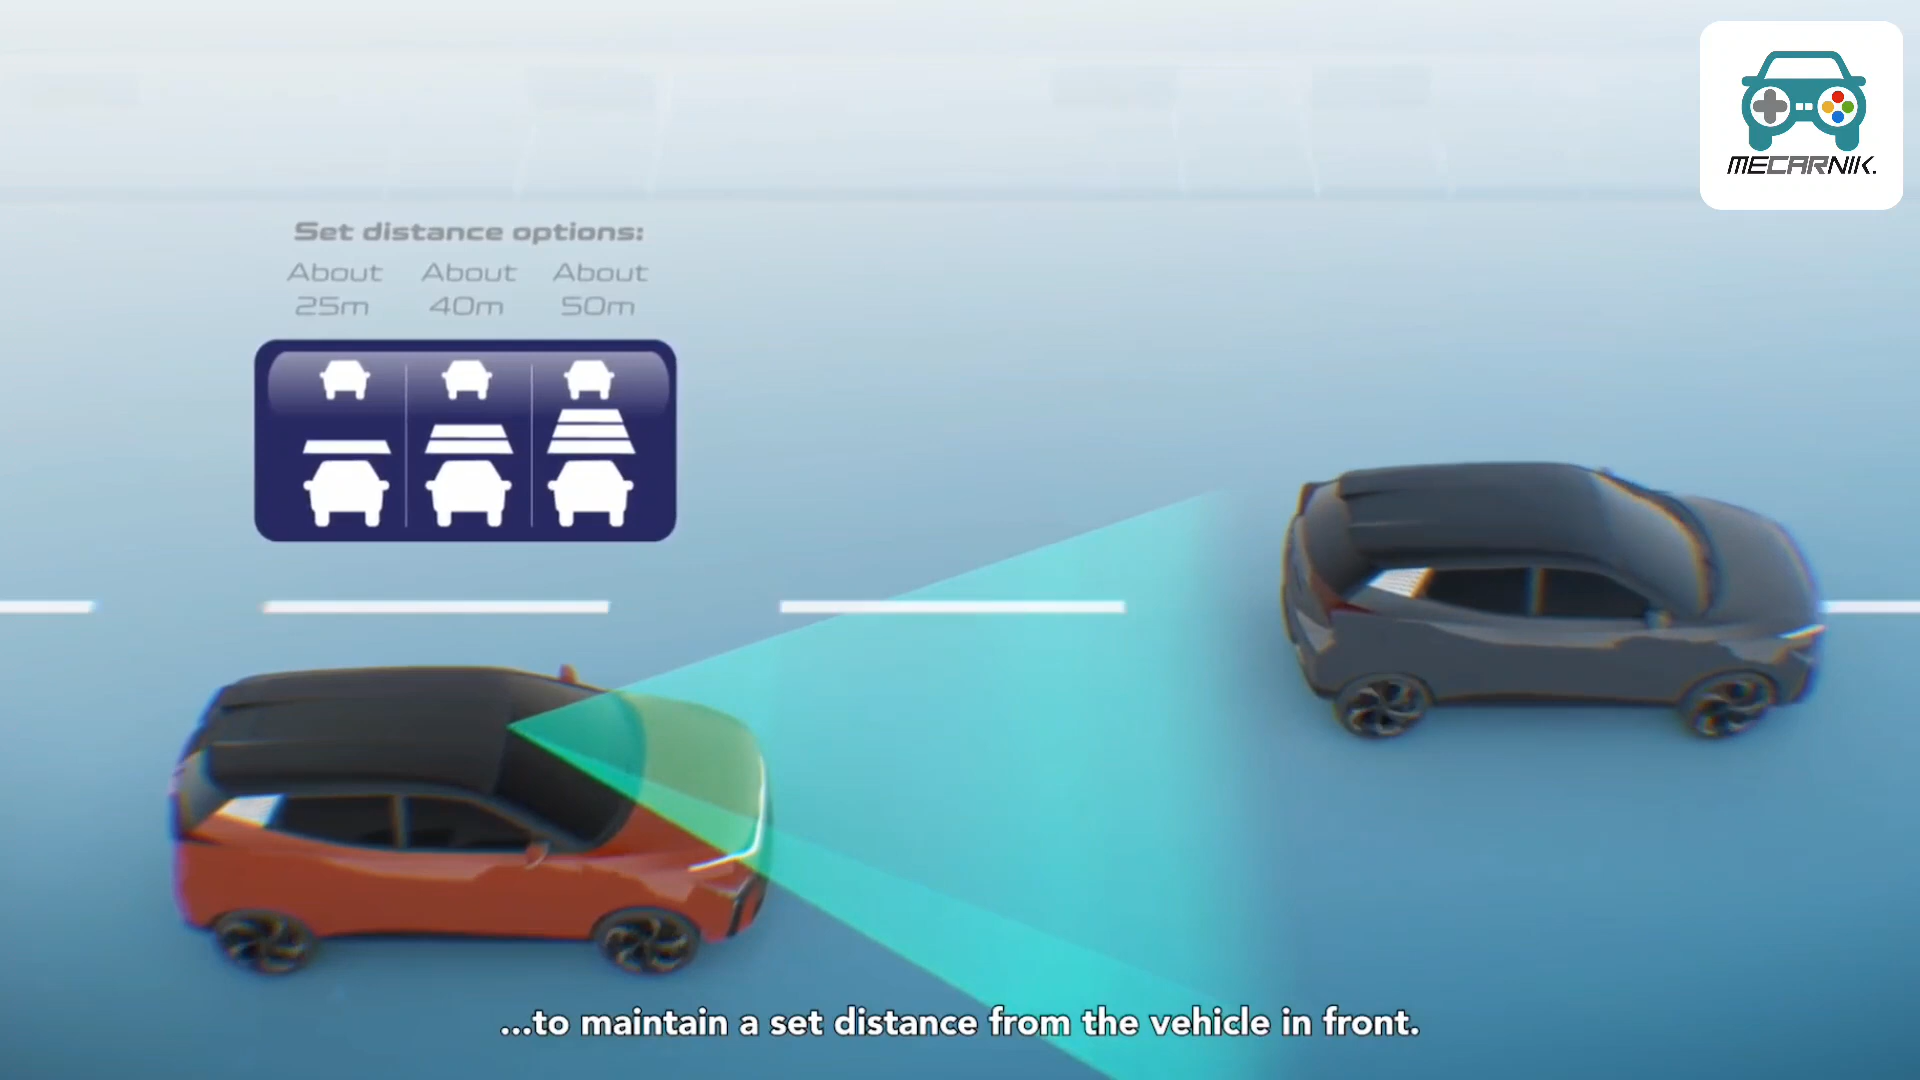 MECARNIK.
Set distance options:
About About About
25m 40m 50m
...to maintain a set distance from the vehicle in front.